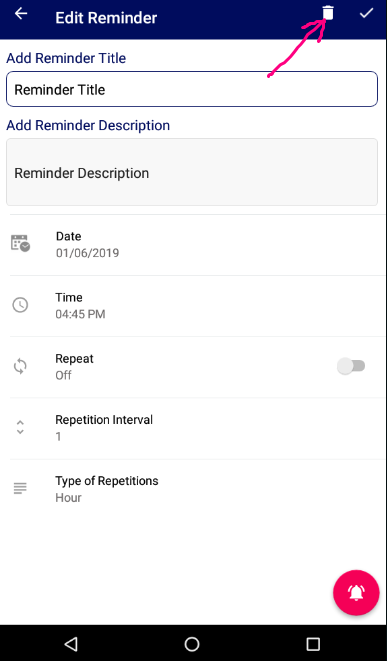 Edit Reminder
Add Reminder Title
Reminder Title
Add Reminder Description
Reminder Description
Date
01/06/2019
Time
04:45 PM
Repeat
Off
Repetition Interval
1
Type of Repetitions
Hour